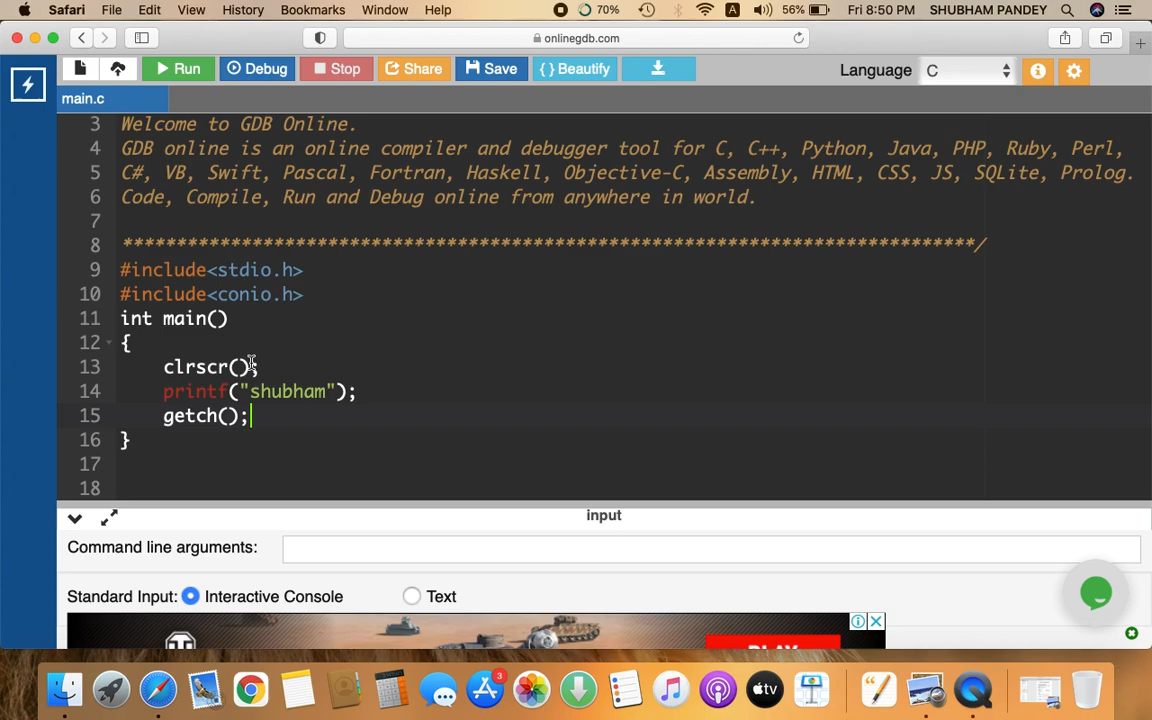 Safari File Edit View History Bookmarks Window Help 70% A 56% Fri 8:50 PM SHUBHAM PANDEY
onlinegdb.com
Run Debug Stop Share Save { } Beautify Language C
main.c
3 Welcome to GDB Online.
4 GDB online is an online compiler and debugger tool for C, C++, Python, Java, PHP, Ruby, Perl,
5 C#, VB, Swift, Pascal, Fortran, Haskell, Objective-C, Assembly, HTML, CSS, JS, SQLite, Prolog.
6 Code, Compile, Run and Debug online from anywhere in world.
7
8 *******************************************************************************/
9 #include<stdio.h>
10 #include<conio.h>
11 int main()
12 {
13 clrscr();
14 printf("shubham");
15 getch();
16 }
17
18
input
Command line arguments:
Standard Input: Interactive Console Text
PLAY
3
tv